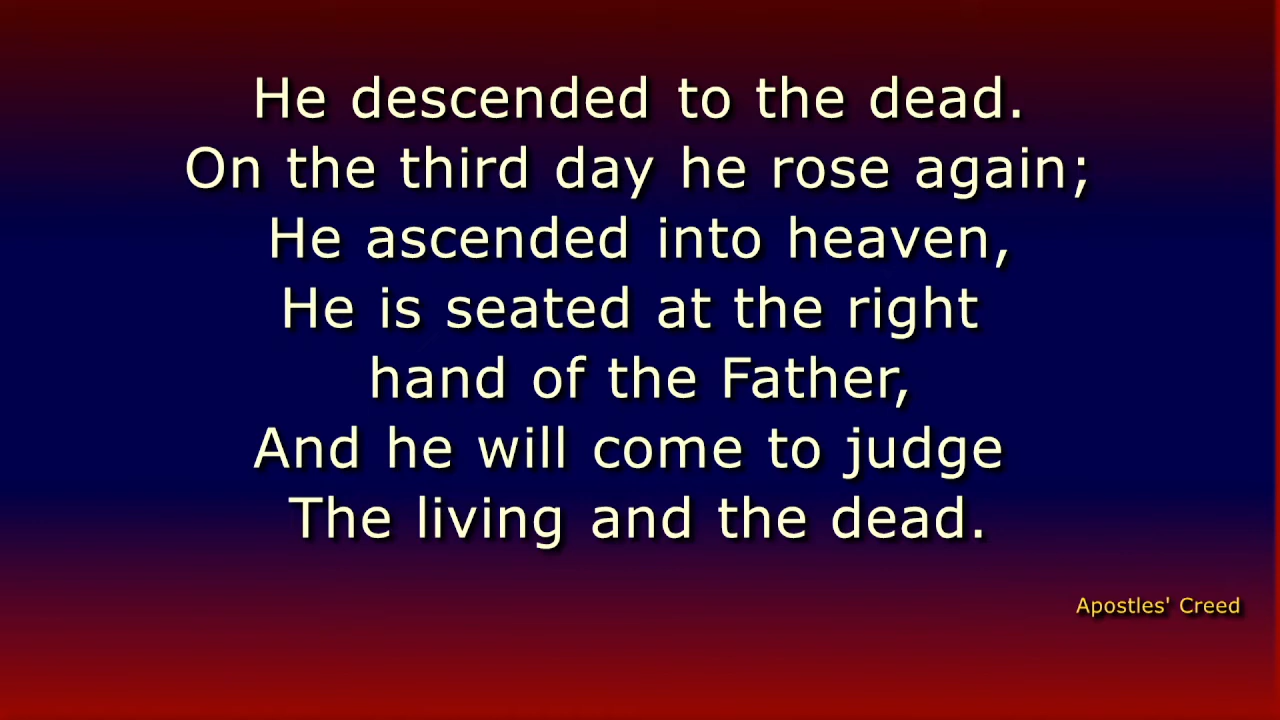 He descended to the dead.
On the third day he rose again;
He ascended into heaven,
He is seated at the right
hand of the Father,
And he will come to judge
The living and the dead.
Apostles' Creed